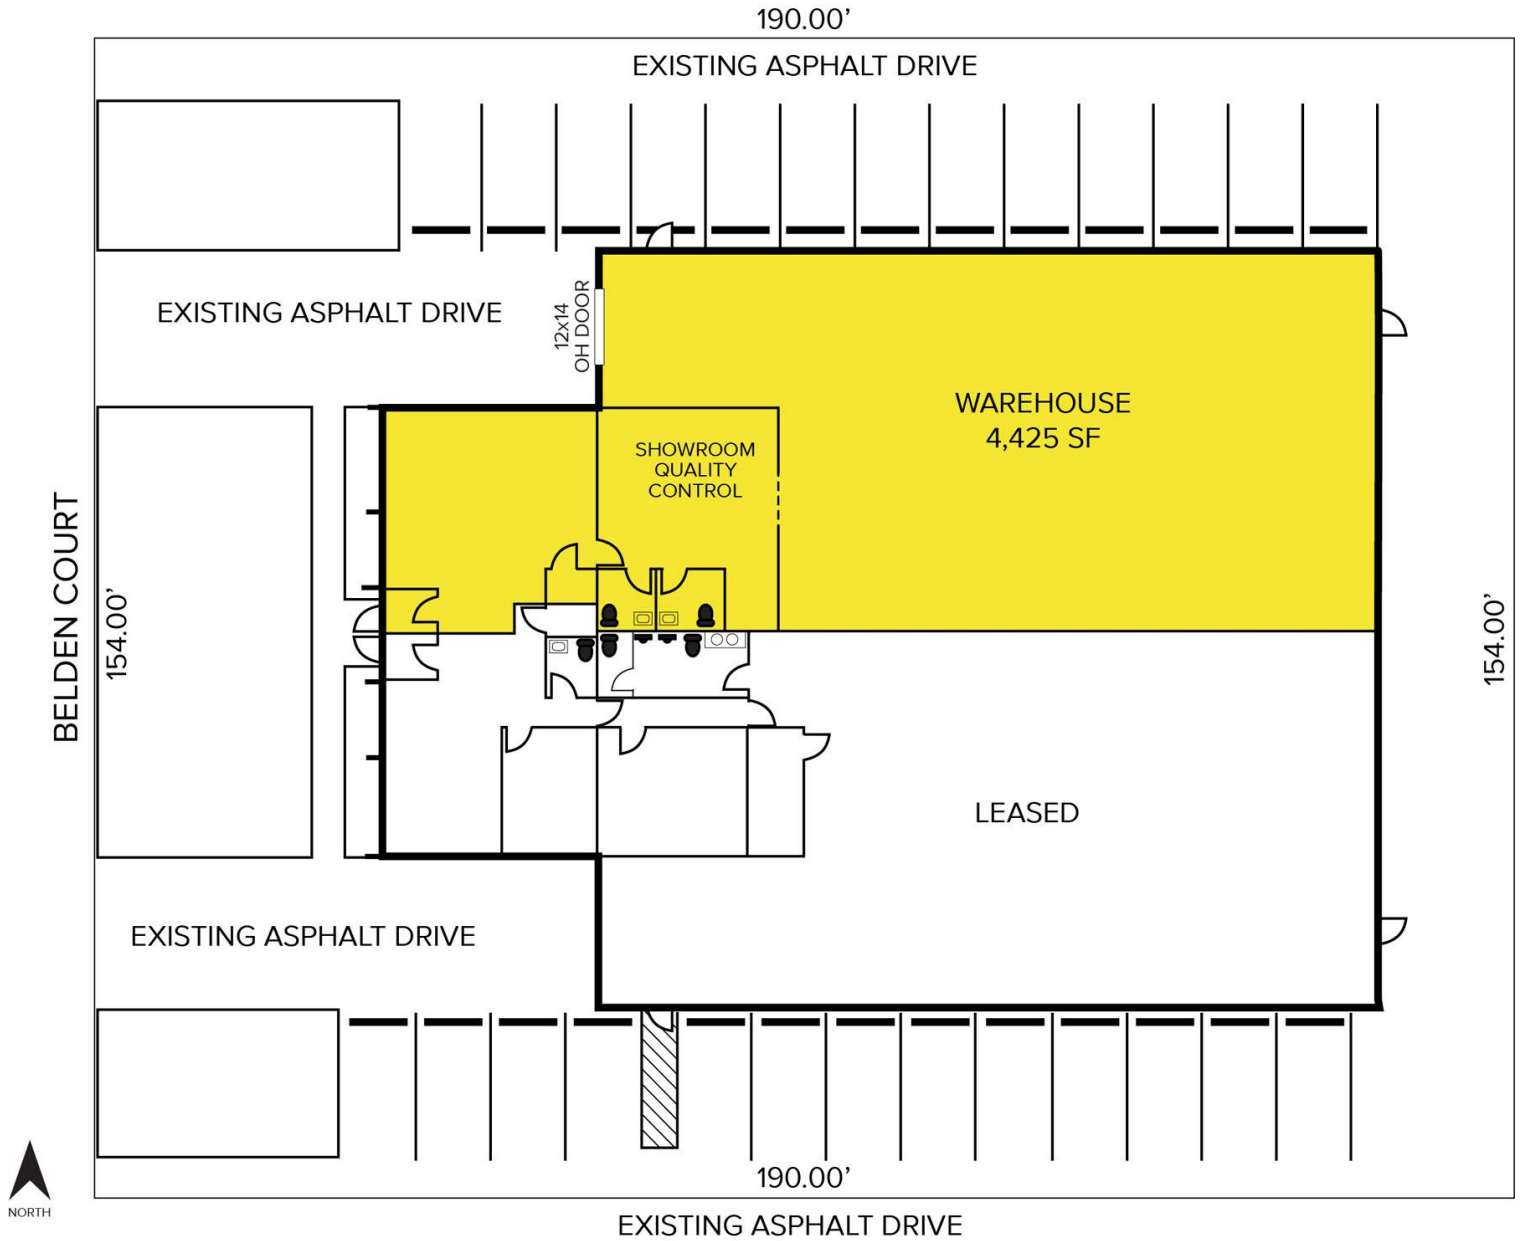 190.00’
EXISTING ASPHALT DRIVE
EXISTING ASPHALT DRIVE
12x14
OH DOOR
WAREHOUSE
4,425 SF
SHOWROOM
QUALITY
CONTROL
BELDEN COURT
154.00’
154.00’
LEASED
EXISTING ASPHALT DRIVE
190.00’
NORTH
EXISTING ASPHALT DRIVE